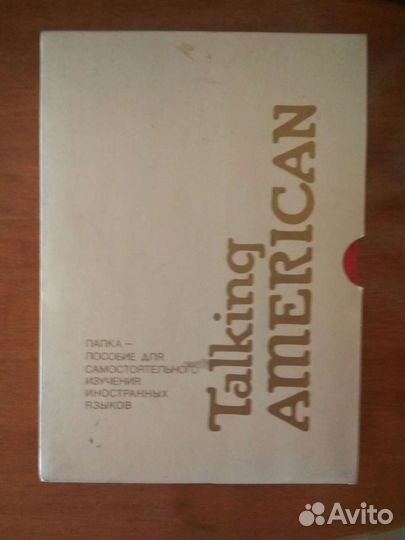 Talking
AMERICAN
ПАПКА —
ПОСОБИЕ ДЛЯ
САМОСТОЯТЕЛЬНОГО
ИЗУЧЕНИЯ
ИНОСТРАННЫХ
ЯЗЫКОВ
Avito